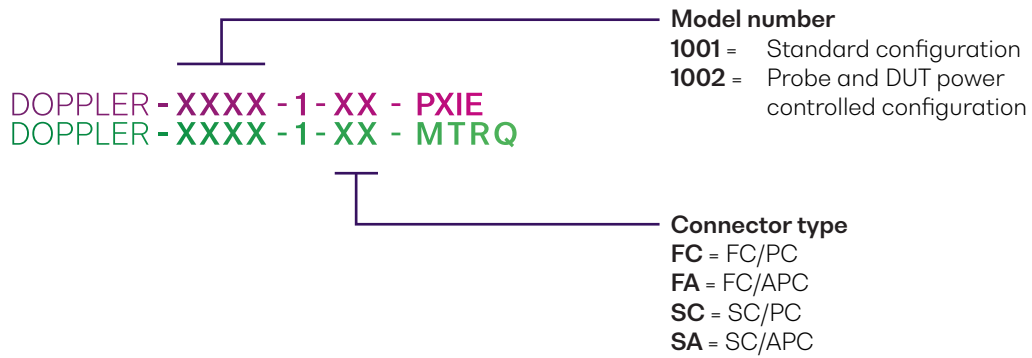 Model number
1001 = Standard configuration
1002 = Probe and DUT power
controlled configuration
DOPPLER - XXXX - 1 - XX - PXIE
DOPPLER - XXXX - 1 - XX - MTRQ
Connector type
FC = FC/PC
FA = FC/APC
SC = SC/PC
SA = SC/APC